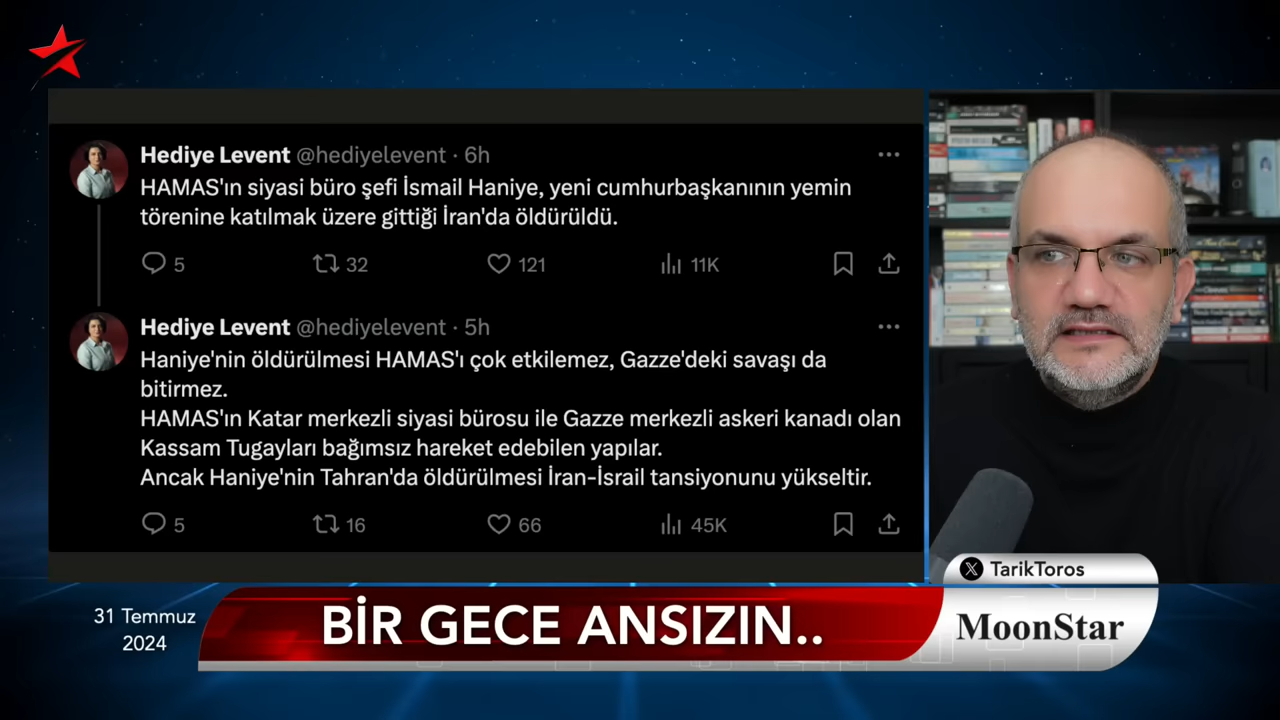 Hediye Levent @hediyelevent · 6h
HAMAS'ın siyasi büro şefi İsmail Haniye, yeni cumhurbaşkanının yemin
törenine katılmak üzere gittiği İran'da öldürüldü.
5 32 121 11K
Hediye Levent @hediyelevent · 5h
Haniye'nin öldürülmesi HAMAS'ı çok etkilemez, Gazze'deki savaşı da
bitirmez.
HAMAS'ın Katar merkezli siyasi bürosu ile Gazze merkezli askeri kanadı olan
Kassam Tugayları bağımsız hareket edebilen yapılar.
Ancak Haniye'nin Tahran'da öldürülmesi İran-İsrail tansiyonunu yükseltir.
5 16 66 45K
TarikToros
31 Temmuz
2024
BİR GECE ANSIZIN..
MoonStar